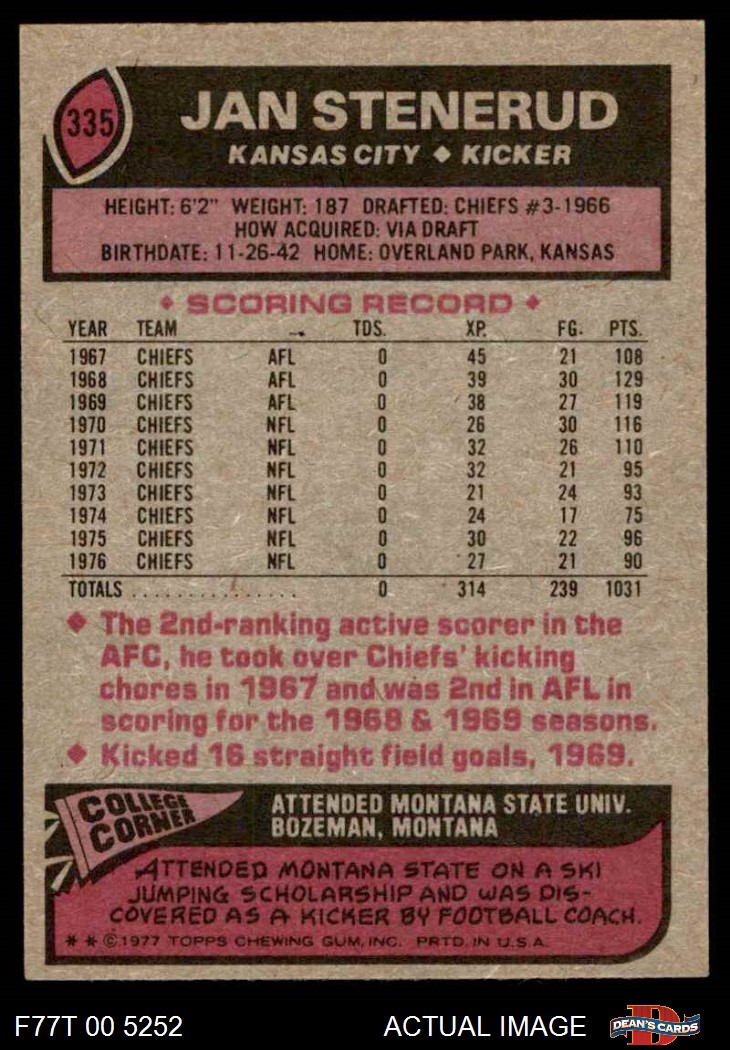 335
JAN STENERUD
KANSAS CITY ◆ KICKER
HEIGHT: 6'2" WEIGHT: 187 DRAFTED: CHIEFS #3-1966
HOW ACQUIRED: VIA DRAFT
BIRTHDATE: 11-26-42 HOME: OVERLAND PARK, KANSAS
◆ SCORING RECORD ◆
YEAR TEAM TDS. XP. FG. PTS.
1967 CHIEFS AFL 0 45 21 108
1968 CHIEFS AFL 0 39 30 129
1969 CHIEFS AFL 0 38 27 119
1970 CHIEFS NFL 0 26 30 116
1971 CHIEFS NFL 0 32 26 110
1972 CHIEFS NFL 0 32 21 95
1973 CHIEFS NFL 0 21 24 93
1974 CHIEFS NFL 0 24 17 75
1975 CHIEFS NFL 0 30 22 96
1976 CHIEFS NFL 0 27 21 90
TOTALS . . . . . . . . . . . . . . . 0 314 239 1031
◆ The 2nd-ranking active scorer in the
AFC, he took over Chiefs' kicking
chores in 1967 and was 2nd in AFL in
scoring for the 1968 & 1969 seasons.
◆ Kicked 16 straight field goals, 1969.
COLLEGE
CORNER
ATTENDED MONTANA STATE UNIV.
BOZEMAN, MONTANA
ATTENDED MONTANA STATE ON A SKI
JUMPING SCHOLARSHIP AND WAS DIS-
COVERED AS A KICKER BY FOOTBALL COACH.
* * © 1977 TOPPS CHEWING GUM, INC. PRTD. IN U.S.A.
F77T 00 5252 ACTUAL IMAGE
D
DEAN'S CARDS